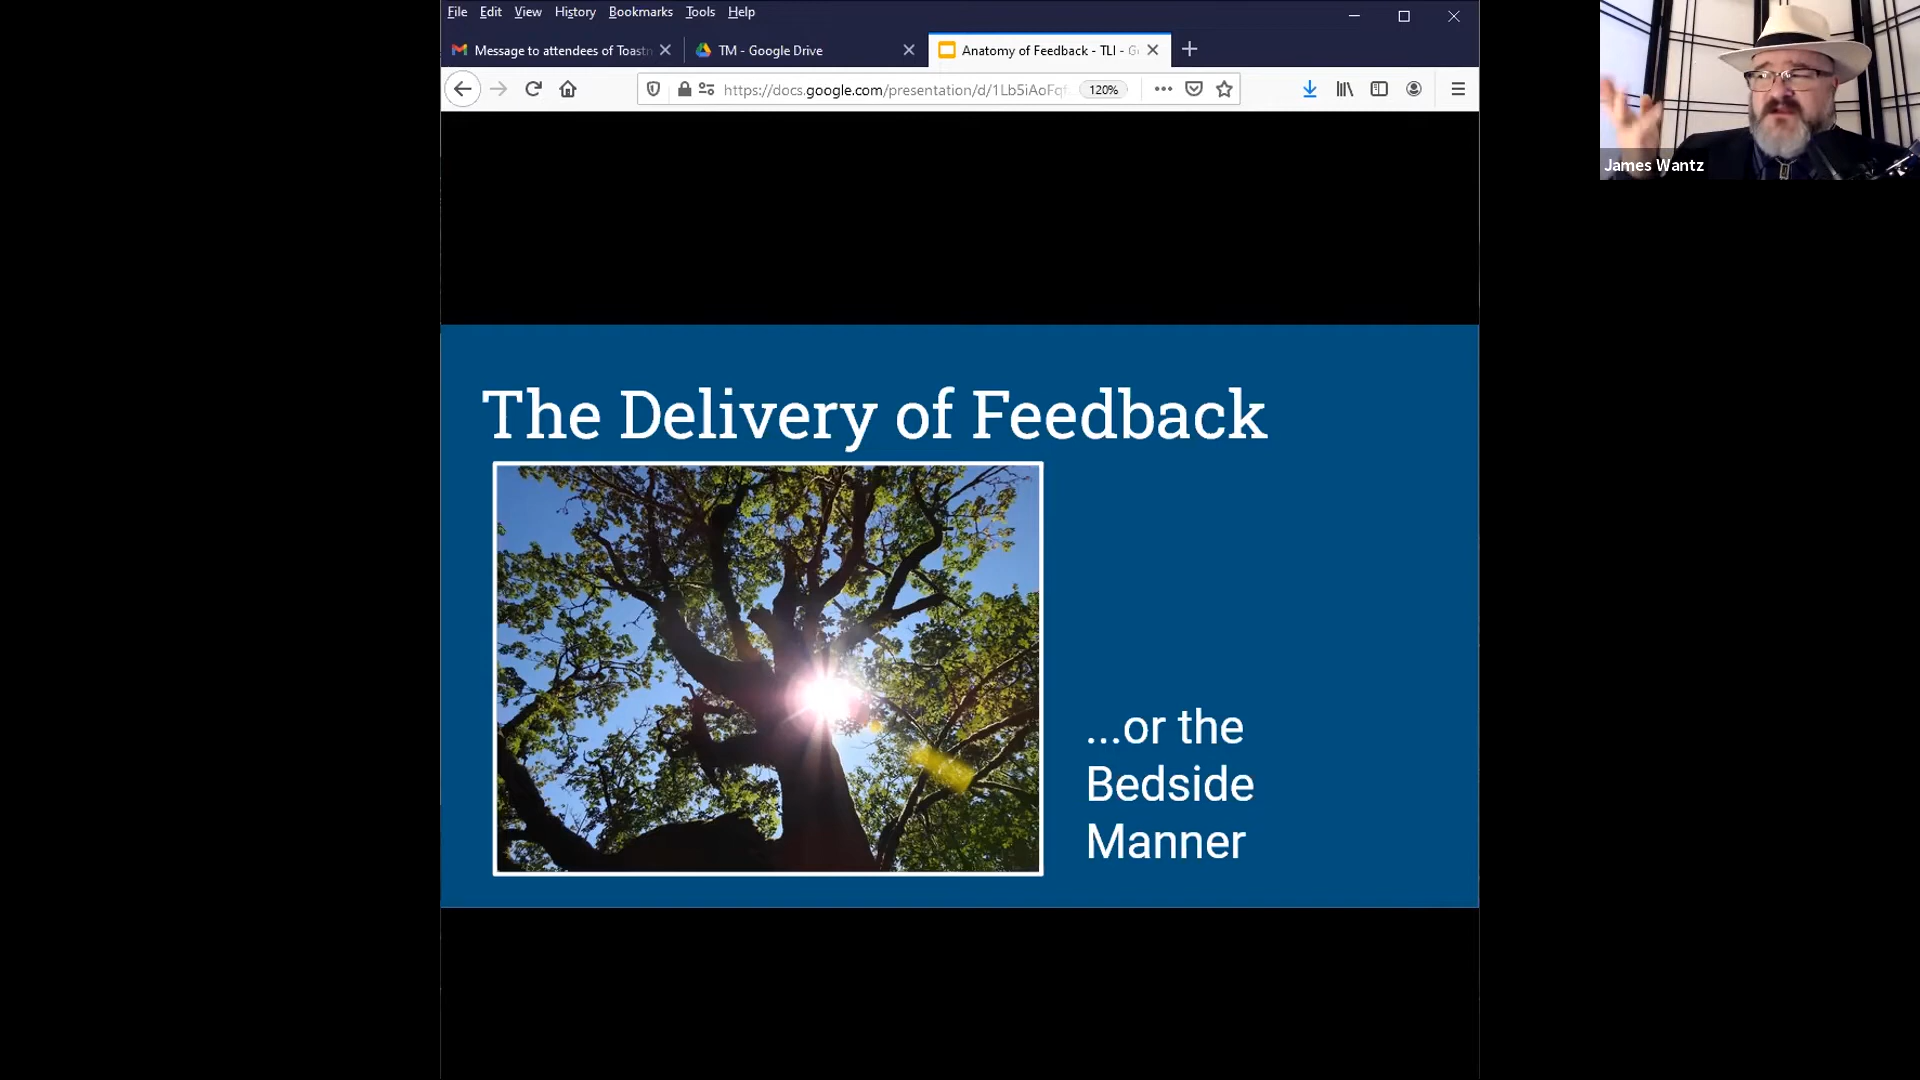 File Edit View History Bookmarks Tools Help
Message to attendees of Toastm
TM - Google Drive
Anatomy of Feedback - TLI - G
https://docs.google.com/presentation/d/1Lb5iAoFqf
120%
James Wantz
The Delivery of Feedback
...or the
Bedside
Manner